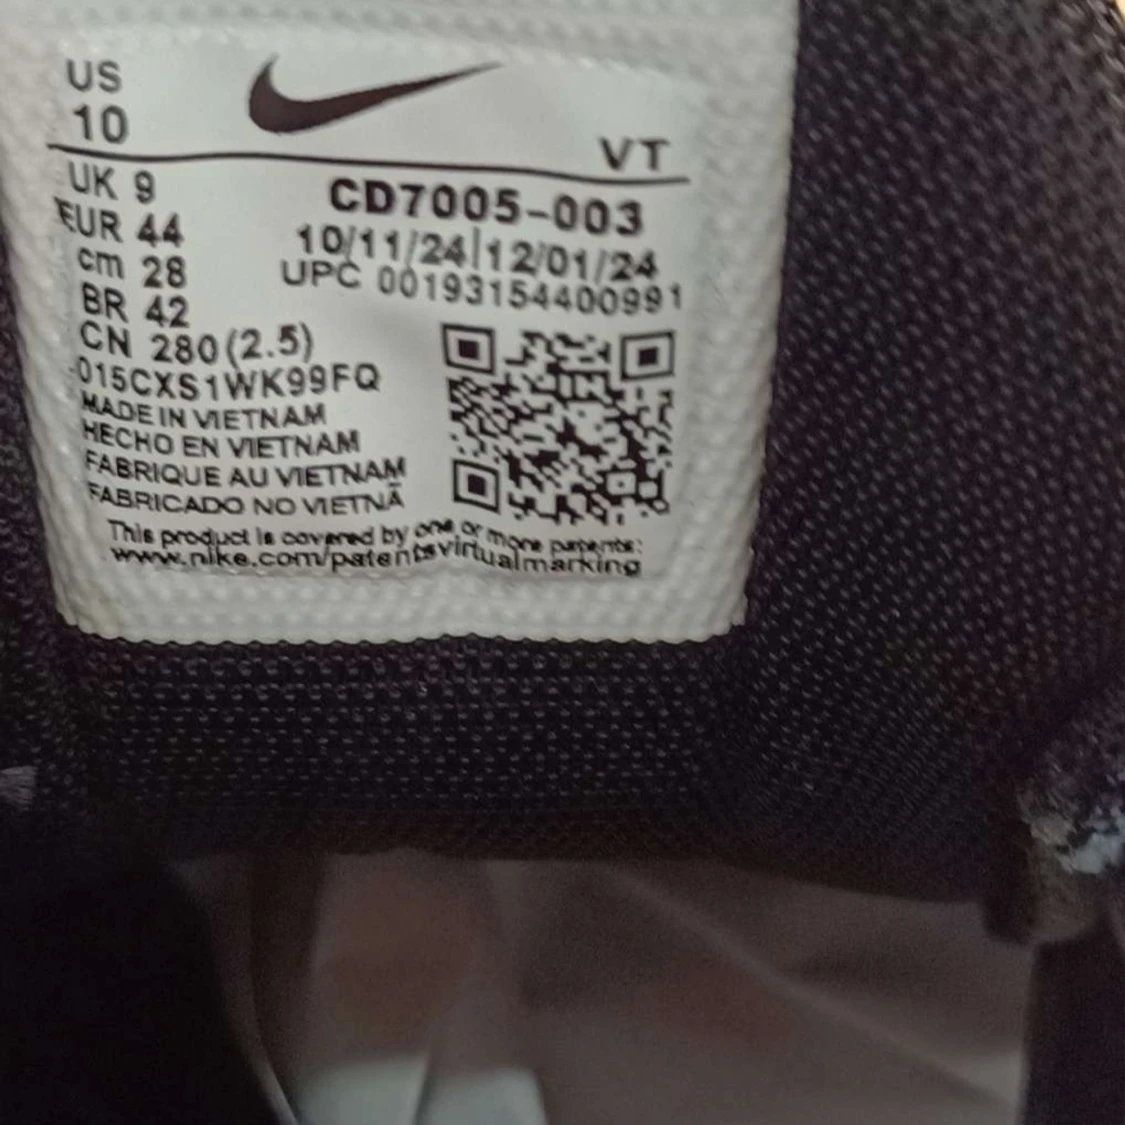 US
10
VT
UK 9
CD7005-003
EUR 44
10/11/24|12/01/24
cm 28
UPC 00193154400991
BR 42
CN 280(2.5)
015CXS1WK99FQ
MADE IN VIETNAM
HECHO EN VIETNAM
FABRIQUE AU VIETNAM
FABRICADO NO VIETNÃ
This product is covered by one or more patents:
www.nike.com/patentsvirtualmarking